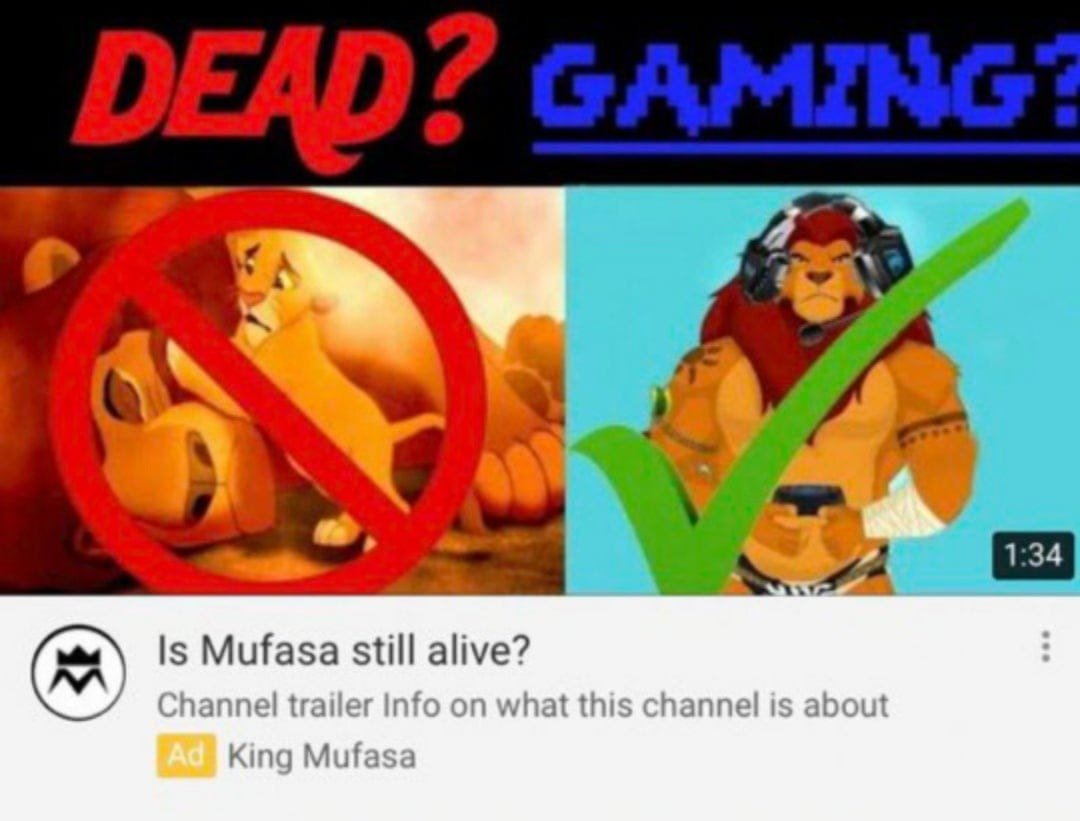 DEAD? GAMING?
1:34
Is Mufasa still alive?
Channel trailer Info on what this channel is about
Ad King Mufasa